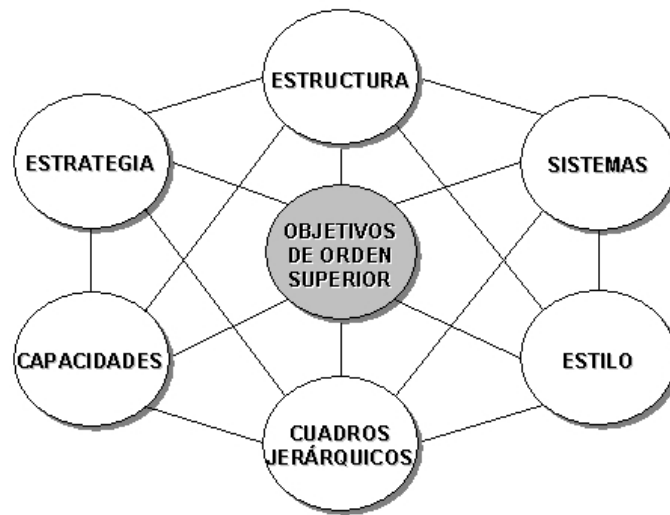 ESTRUCTURA
ESTRATEGIA
SISTEMAS
OBJETIVOS
DE ORDEN
SUPERIOR
CAPACIDADES
ESTILO
CUADROS
JERÁRQUICOS